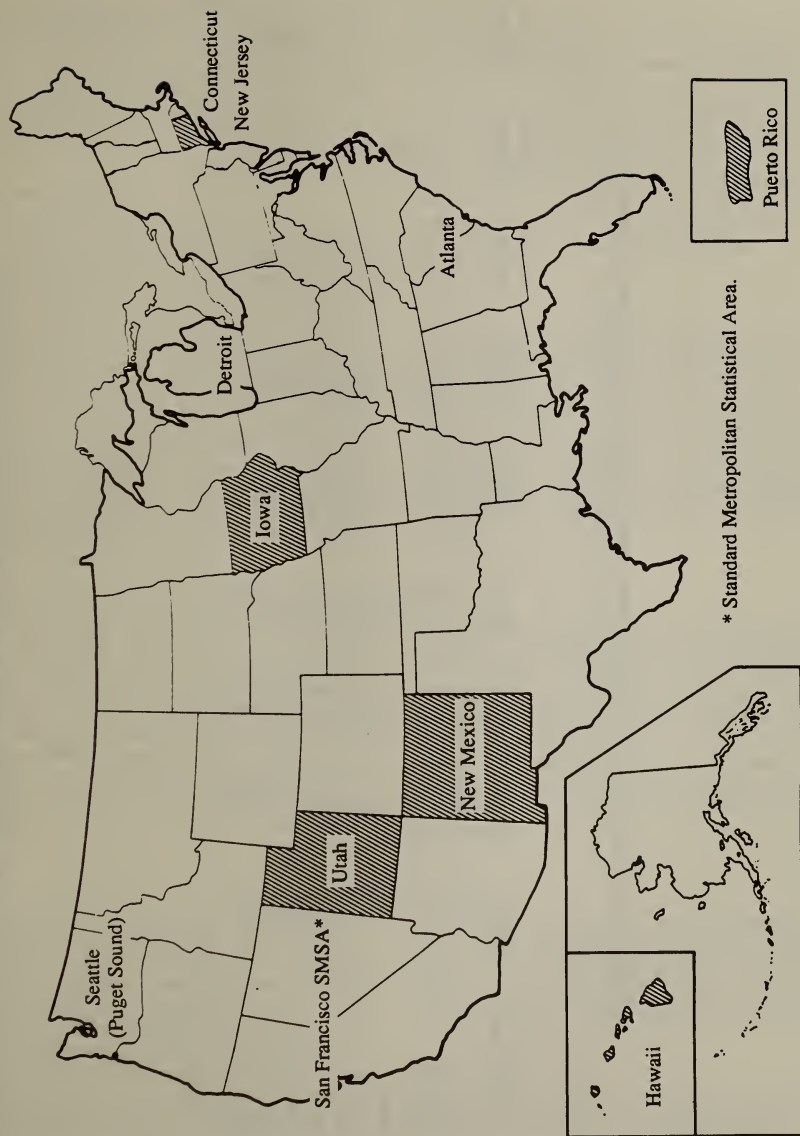 Seattle
(Puget Sound)
San Francisco SMSA*
Utah
New Mexico
Iowa
Detroit
Atlanta
Connecticut
New Jersey
Hawaii
Puerto Rico
* Standard Metropolitan Statistical Area.